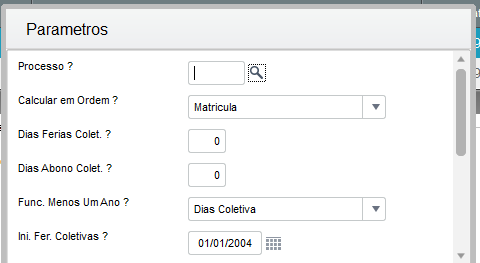 Parametros
Processo ?
Calcular em Ordem ? Matricula
Dias Ferias Colet. ? 0
Dias Abono Colet. ? 0
Func. Menos Um Ano ? Dias Coletiva
Ini. Fer. Coletivas ? 01/01/2004